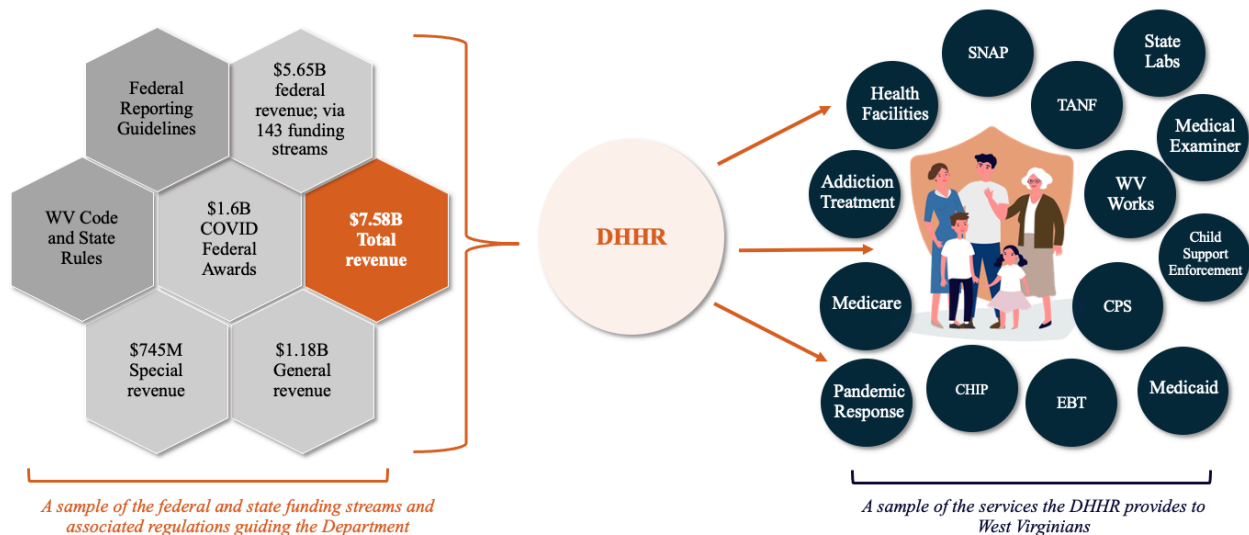 Federal
Reporting
Guidelines
$5.65B
federal
revenue; via
143 funding
streams
WV Code
and State
Rules
$1.6B
COVID
Federal
Awards
$7.58B
Total
revenue
$745M
Special
revenue
$1.18B
General
revenue
A sample of the federal and state funding streams and
associated regulations guiding the Department
DHHR
SNAP
State
Labs
Health
Facilities
TANF
Medical
Examiner
Addiction
Treatment
WV
Works
Child
Support
Enforcement
Medicare
CPS
Pandemic
Response
CHIP
EBT
Medicaid
A sample of the services the DHHR provides to
West Virginians